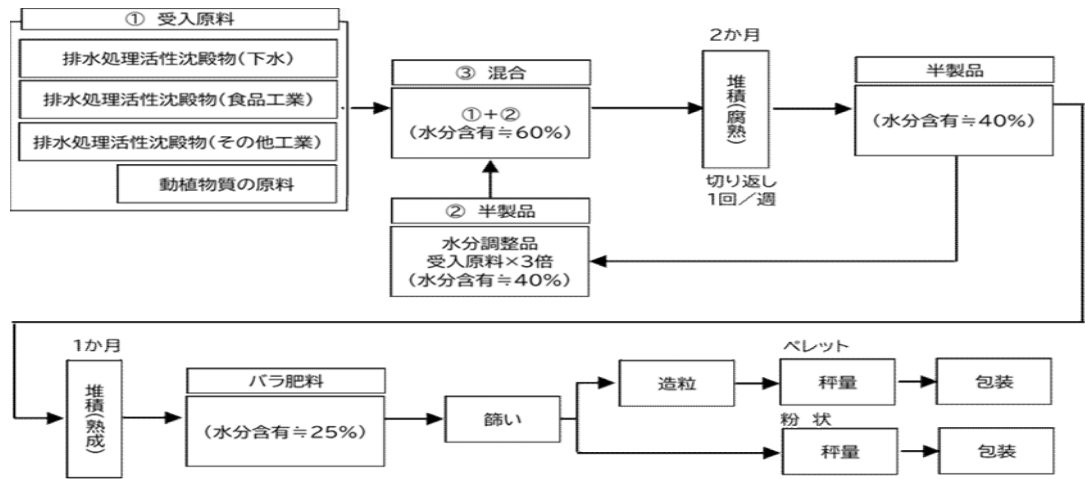 ① 受入原料
排水処理活性沈殿物(下水)
排水処理活性沈殿物(食品工業)
排水処理活性沈殿物(その他工業)
動植物質の原料
③ 混合
①+②
(水分含有≒60%)
② 半製品
水分調整品
受入原料×3倍
(水分含有≒40%)
2か月
堆積(腐熟)
切り返し
1回/週
半製品
(水分含有≒40%)
1か月
堆積(熟成)
バラ肥料
(水分含有≒25%)
篩い
造粒
ペレット
秤量
包装
粉 状
秤量
包装